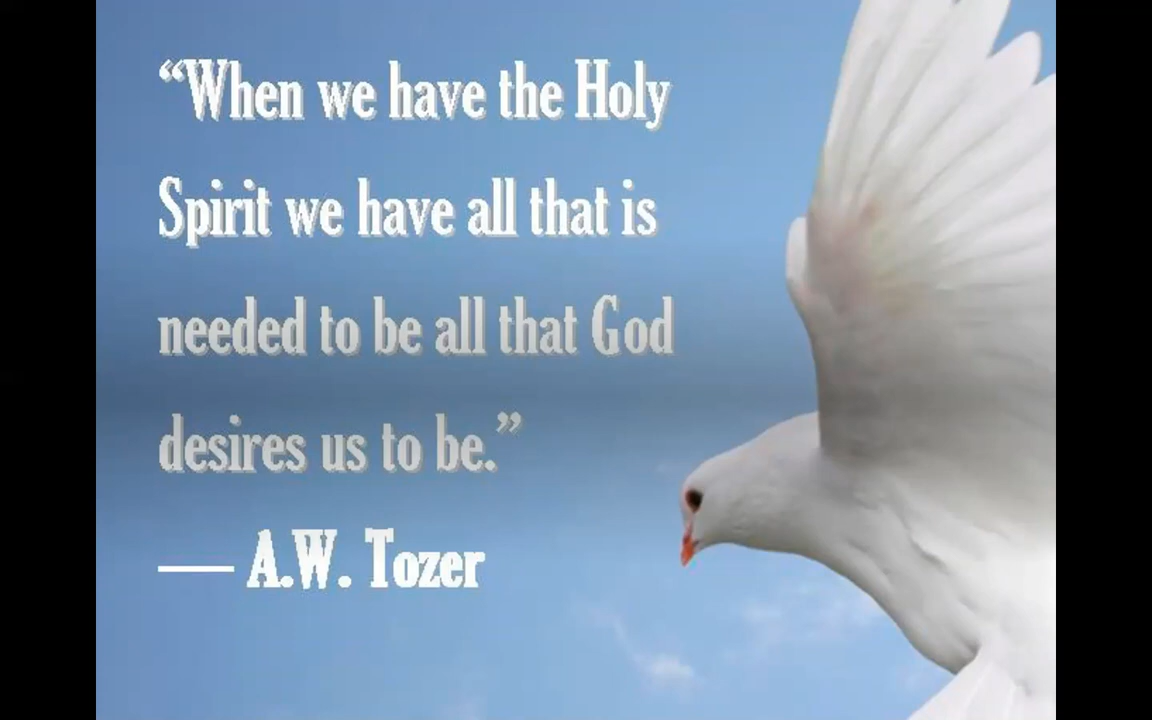 “When we have the Holy
Spirit we have all that is
needed to be all that God
desires us to be.”
— A.W. Tozer